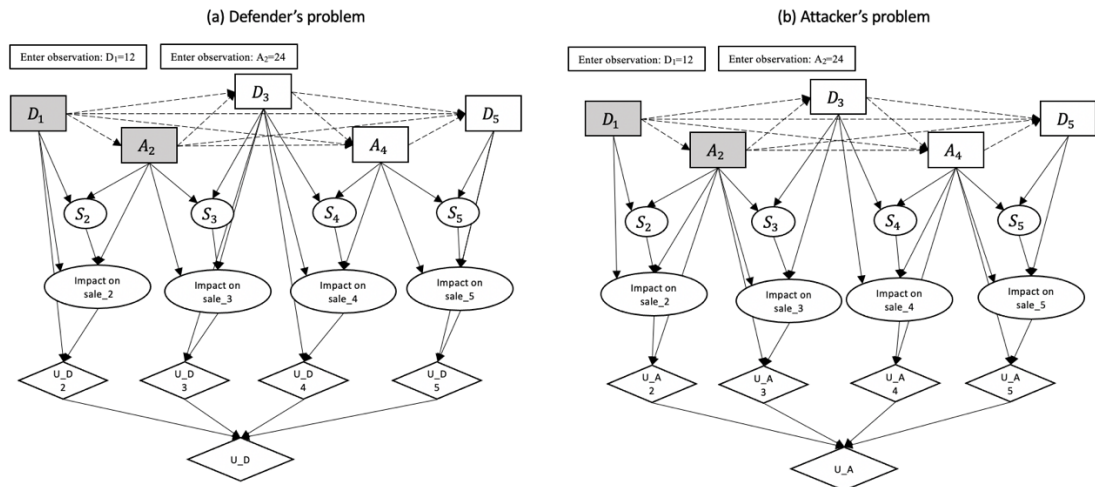 (a) Defender's problem
Enter observation: D₁=12
Enter observation: A₂=24
D₃
D₁
D₅
A₂
A₄
S₂
S₃
S₄
S₅
Impact on
sale_2
Impact on
sale_3
Impact on
sale_4
Impact on
sale_5
U_D
2
U_D
3
U_D
4
U_D
5
U_D
(b) Attacker's problem
Enter observation: D₁=12
Enter observation: A₂=24
D₃
D₁
D₅
A₂
A₄
S₂
S₃
S₄
S₅
Impact on
sale_2
Impact on
sale_3
Impact on
sale_4
Impact on
sale_5
U_A
2
U_A
3
U_A
4
U_A
5
U_A